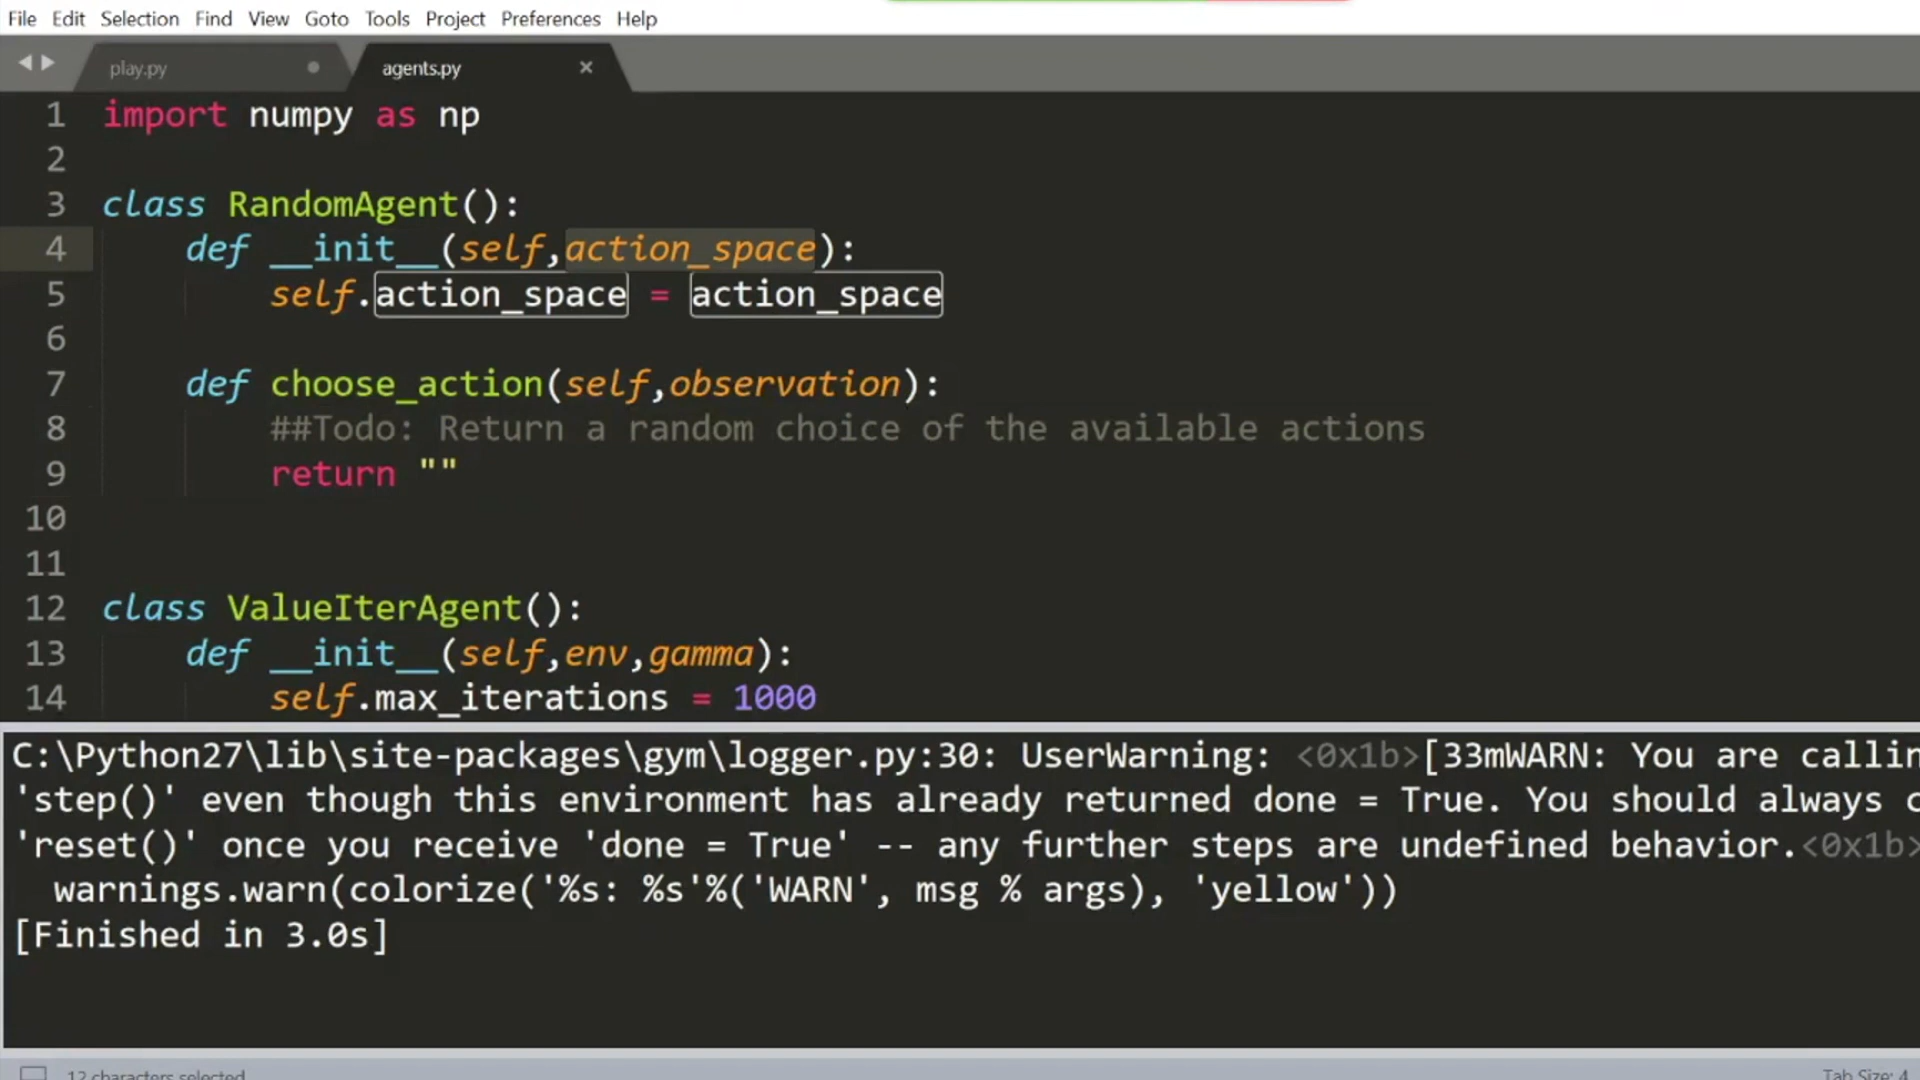 File Edit Selection Find View Goto Tools Project Preferences Help
play.py agents.py
1 import numpy as np
2
3 class RandomAgent():
4 def __init__(self,action_space):
5 self.action_space = action_space
6
7 def choose_action(self,observation):
8 ##Todo: Return a random choice of the available actions
9 return ""
10
11
12 class ValueIterAgent():
13 def __init__(self,env,gamma):
14 self.max_iterations = 1000
C:\Python27\lib\site-packages\gym\logger.py:30: UserWarning: <0x1b>[33mWARN: You are callin
'step()' even though this environment has already returned done = True. You should always c
'reset()' once you receive 'done = True' -- any further steps are undefined behavior.<0x1b>
warnings.warn(colorize('%s: %s'%('WARN', msg % args), 'yellow'))
[Finished in 3.0s]
12 characters selected Tab Size: 4